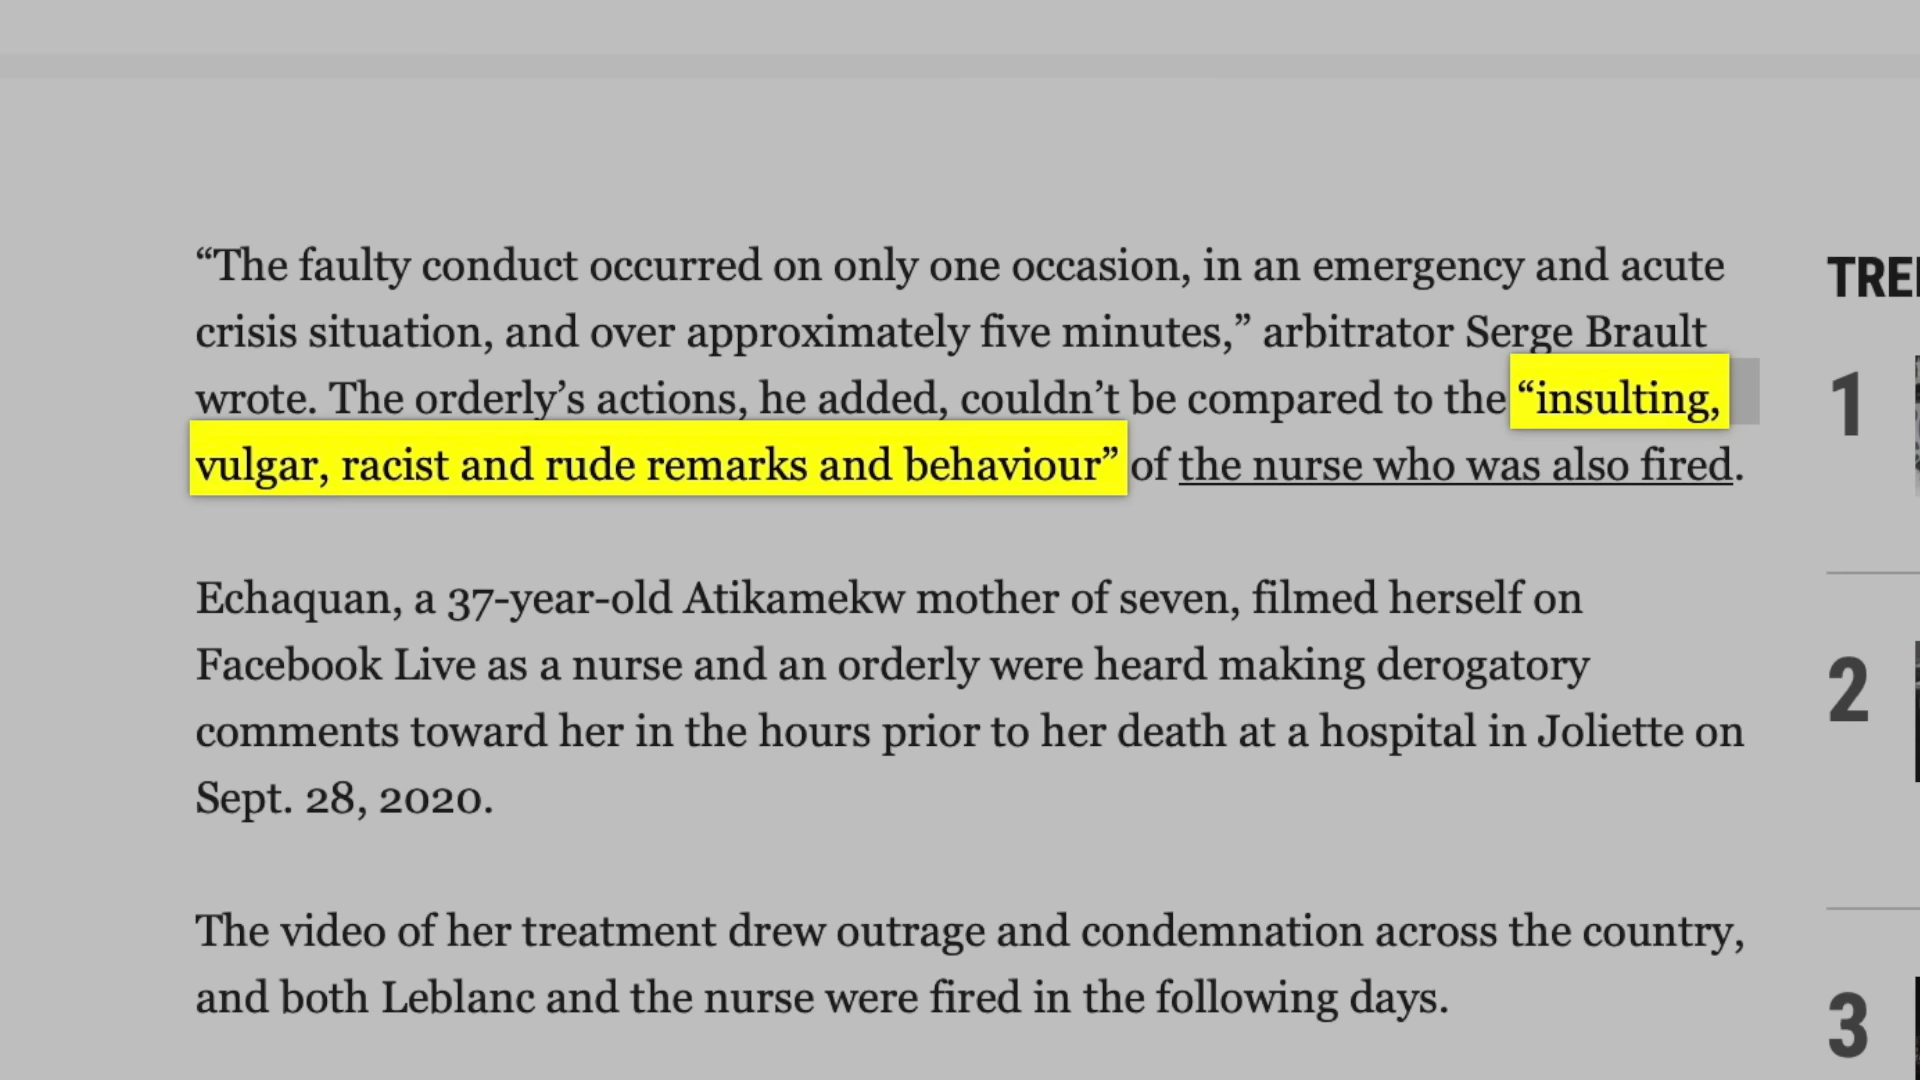 “The faulty conduct occurred on only one occasion, in an emergency and acute
crisis situation, and over approximately five minutes,” arbitrator Serge Brault
wrote. The orderly’s actions, he added, couldn’t be compared to the “insulting,
vulgar, racist and rude remarks and behaviour” of the nurse who was also fired.
Echaquan, a 37-year-old Atikamekw mother of seven, filmed herself on
Facebook Live as a nurse and an orderly were heard making derogatory
comments toward her in the hours prior to her death at a hospital in Joliette on
Sept. 28, 2020.
The video of her treatment drew outrage and condemnation across the country,
and both Leblanc and the nurse were fired in the following days.
1
2
3